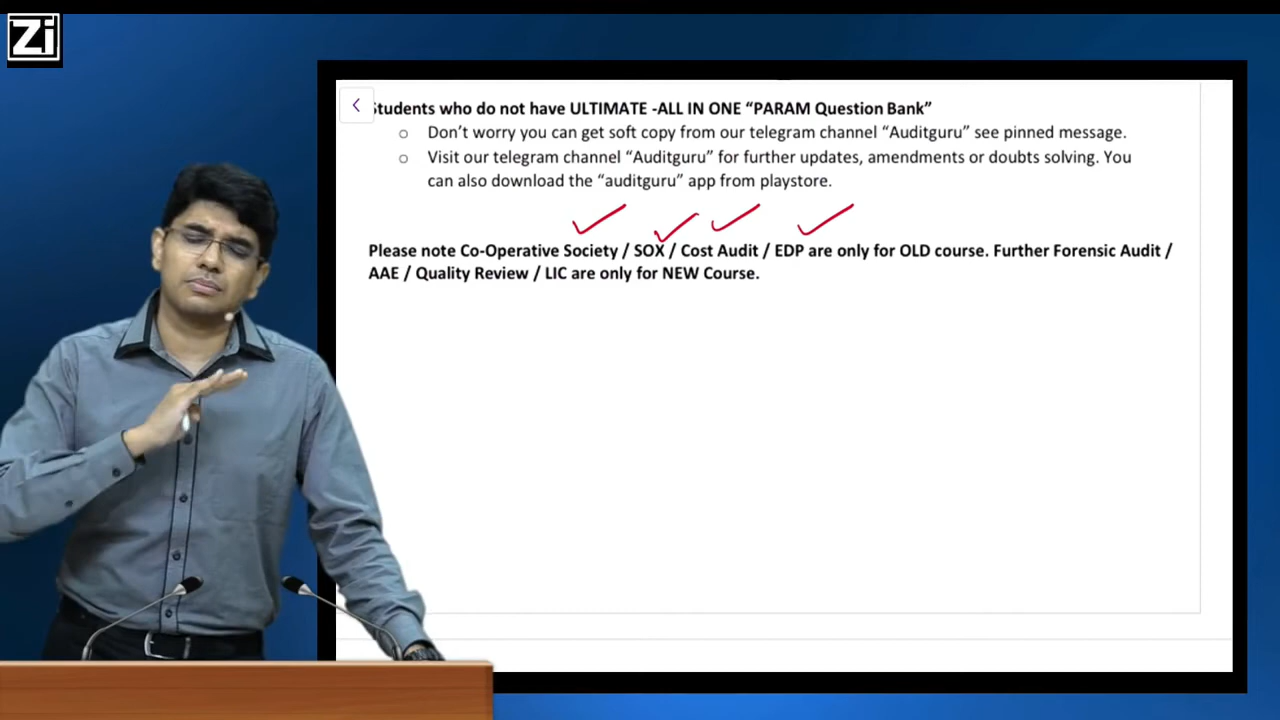 Zi
Students who do not have ULTIMATE -ALL IN ONE “PARAM Question Bank”
o Don’t worry you can get soft copy from our telegram channel “Auditguru” see pinned message.
o Visit our telegram channel “Auditguru” for further updates, amendments or doubts solving. You
can also download the “auditguru” app from playstore.
Please note Co-Operative Society / SOX / Cost Audit / EDP are only for OLD course. Further Forensic Audit /
AAE / Quality Review / LIC are only for NEW Course.